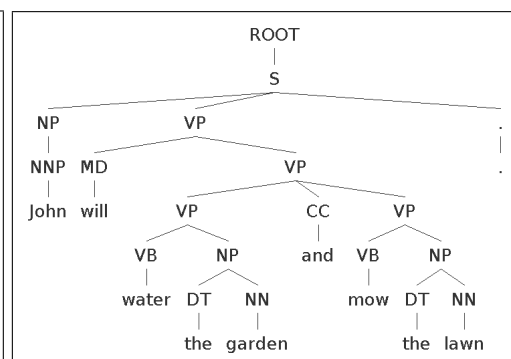 ROOT
S
NP VP .
NNP MD VP .
John will VP CC VP
VB NP and VB NP
water DT NN mow DT NN
the garden the lawn